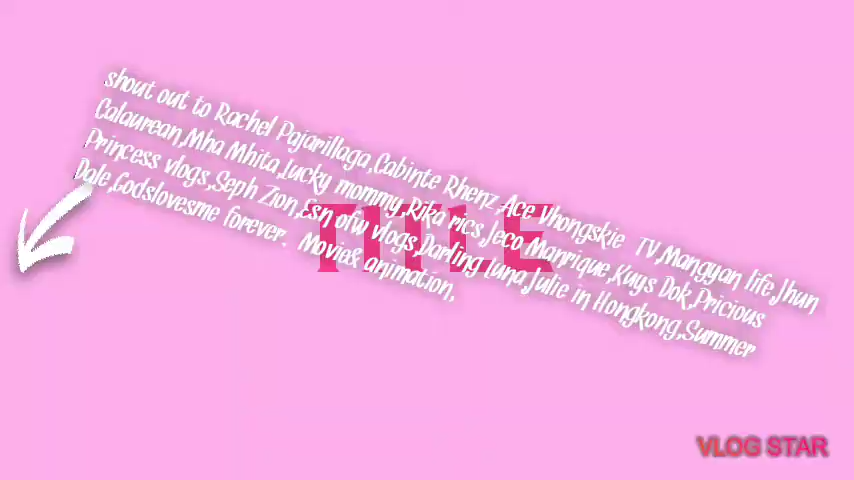 shout out to Rachel Pajarillaga,Cabinte Rhenz,Ace Vhongskie TV,Mangyan life,Jhun
Calaurean,Mha Mhita,Lucky mommy,Rika rics,Jeco Manrique,Kuys Dok,Pricious
Princess vlogs,Seph Zion,Esn ofw vlogs,Darling Luna,Julie in Hongkong,Summer
Dale,Godslovesme forever. Movie& animation,
TITLE
VLOG STAR